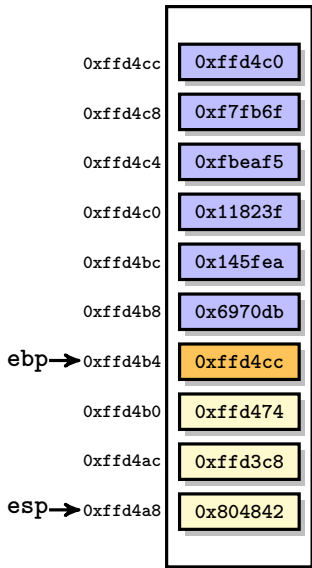 0xffd4cc 0xffd4c0
0xffd4c8 0xf7fb6f
0xffd4c4 0xfbeaf5
0xffd4c0 0x11823f
0xffd4bc 0x145fea
0xffd4b8 0x6970db
ebp 0xffd4b4 0xffd4cc
0xffd4b0 0xffd474
0xffd4ac 0xffd3c8
esp 0xffd4a8 0x804842